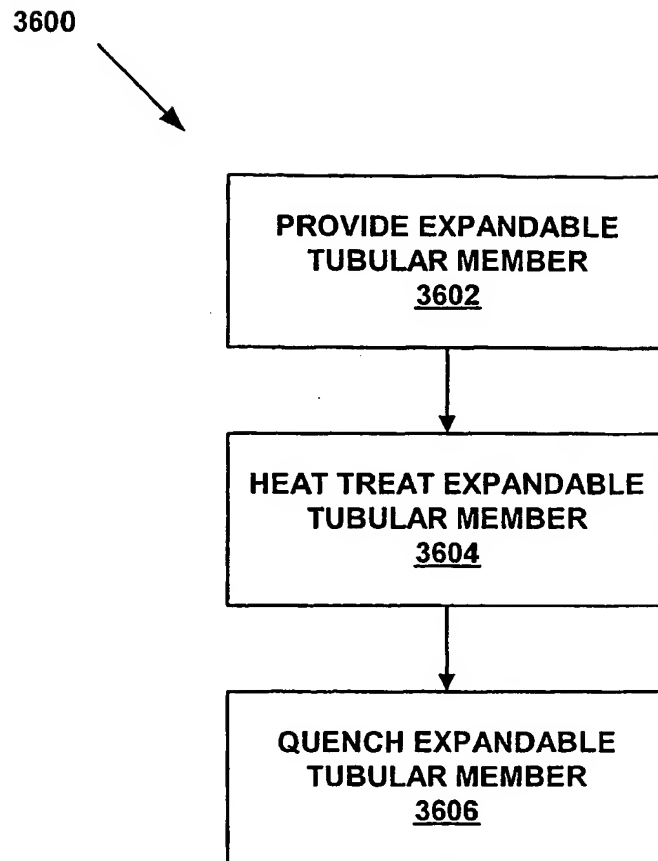 3600
PROVIDE EXPANDABLE
TUBULAR MEMBER
3602
HEAT TREAT EXPANDABLE
TUBULAR MEMBER
3604
QUENCH EXPANDABLE
TUBULAR MEMBER
3606